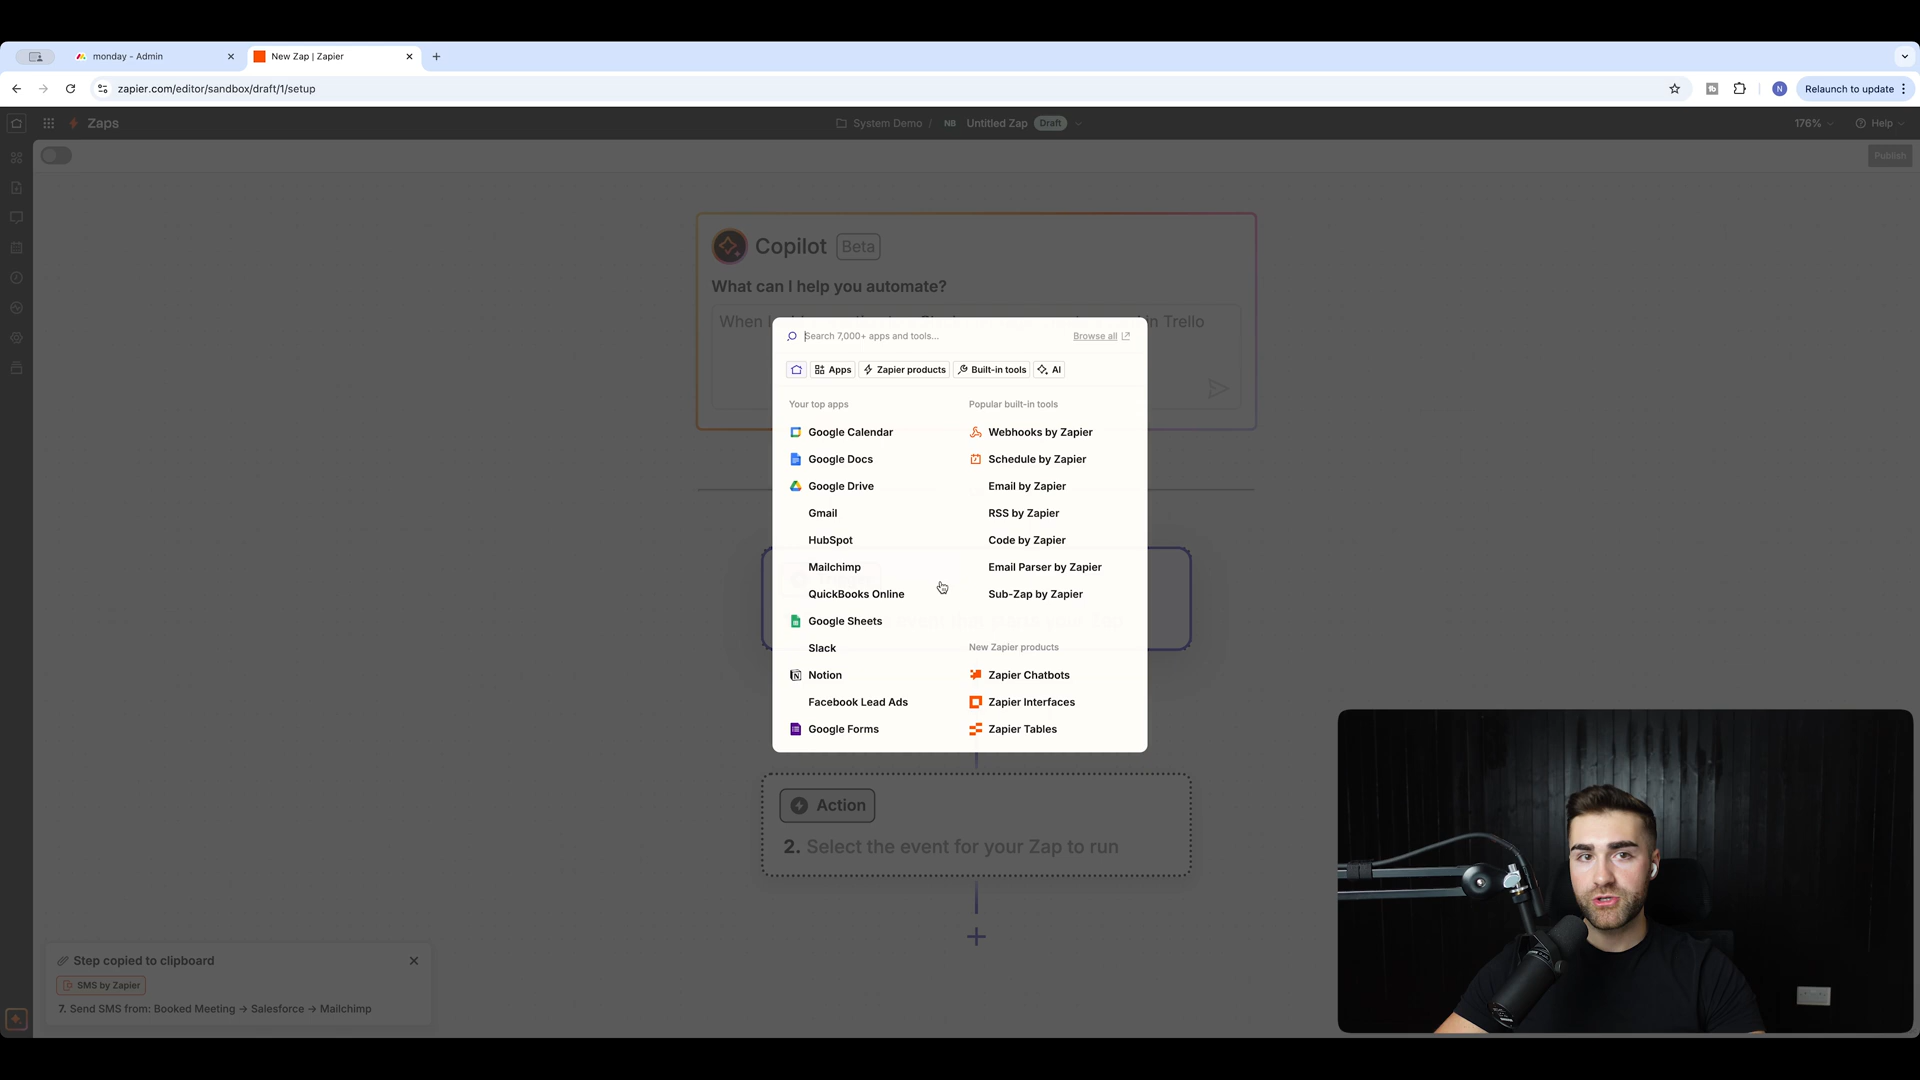 monday - Admin
New Zap | Zapier
zapier.com/editor/sandbox/draft/1/setup
Relaunch to update
Zaps
System Demo / NB Untitled Zap Draft
176%
Help
Publish
Copilot Beta
What can I help you automate?
in Trello
Search 7,000+ apps and tools...
Browse all
Apps
Zapier products
Built-in tools
AI
Your top apps
Google Calendar
Google Docs
Google Drive
Gmail
HubSpot
Mailchimp
QuickBooks Online
Google Sheets
Slack
Notion
Facebook Lead Ads
Google Forms
Popular built-in tools
Webhooks by Zapier
Schedule by Zapier
Email by Zapier
RSS by Zapier
Code by Zapier
Email Parser by Zapier
Sub-Zap by Zapier
New Zapier products
Zapier Chatbots
Zapier Interfaces
Zapier Tables
Action
2. Select the event for your Zap to run
Step copied to clipboard
SMS by Zapier
7. Send SMS from: Booked Meeting → Salesforce → Mailchimp